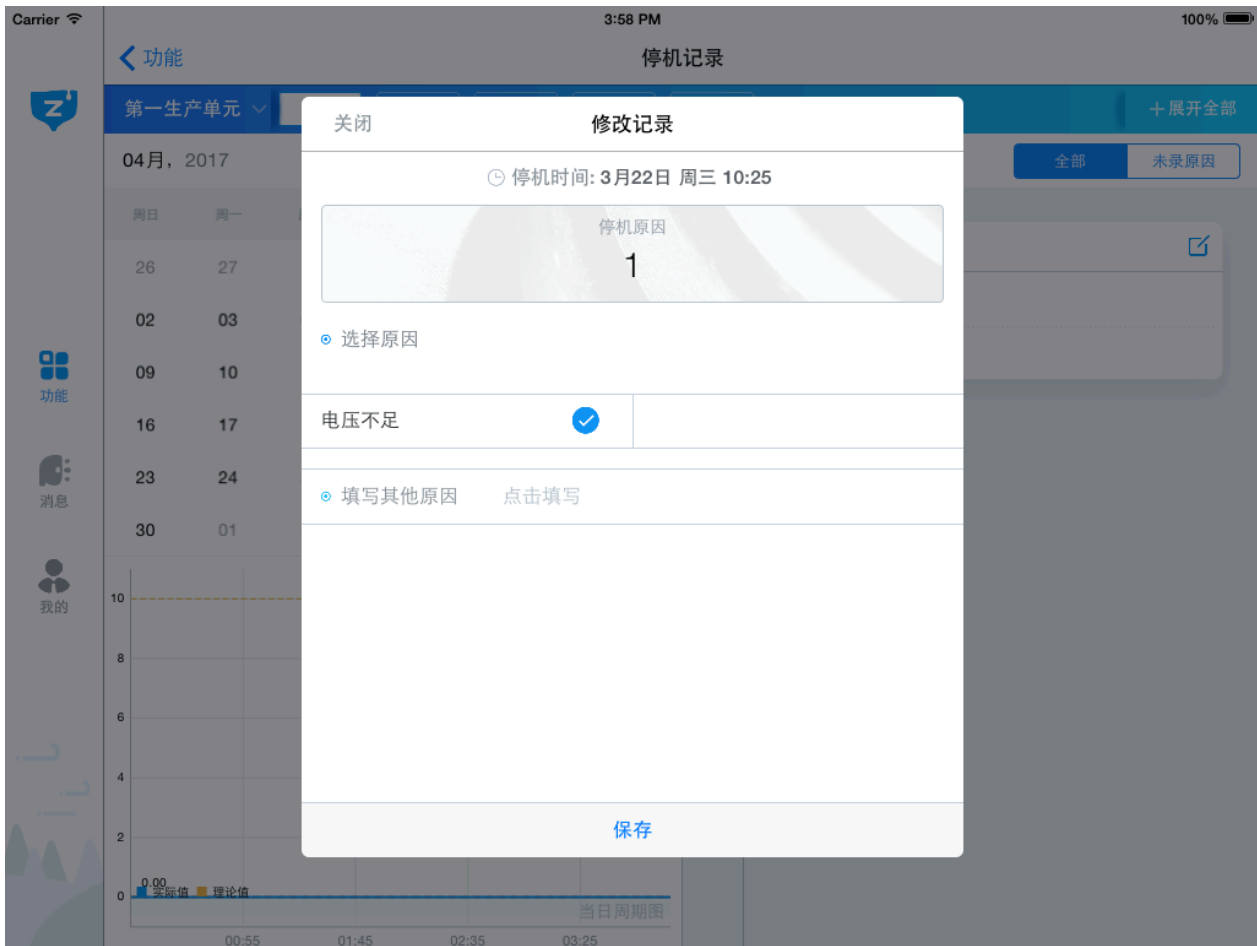 Carrier 3:58 PM 100%
功能 停机记录
第一生产单元 十展开全部
关闭 修改记录
04月，2017 全部 未录原因
停机时间: 3月22日 周三 10:25
周日 周一
停机原因
1
26 27
02 03
选择原因
09 10
功能
16 17
电压不足
23 24
消息
填写其他原因 点击填写
30 01
我的
10
8
6
4
保存
2
0.00
0
实际值 理论值
当日周期图
00:55 01:45 02:35 03:25